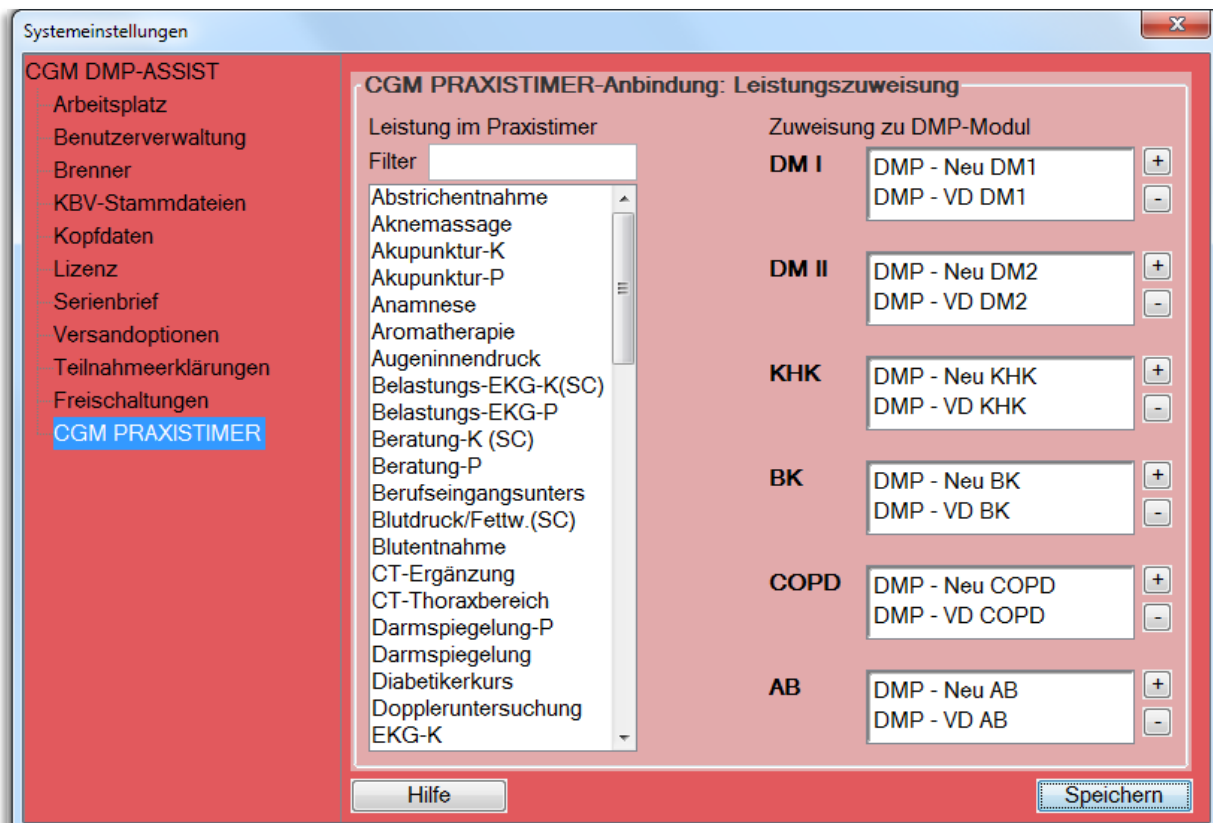 Systemeinstellungen
CGM DMP-ASSIST
Arbeitsplatz
Benutzerverwaltung
Brenner
KBV-Stammdateien
Kopfdaten
Lizenz
Serienbrief
Versandoptionen
Teilnahmeerklärungen
Freischaltungen
CGM PRAXISTIMER
CGM PRAXISTIMER-Anbindung: Leistungszuweisung
Leistung im Praxistimer
Filter
Abstrichentnahme
Aknemassage
Akupunktur-K
Akupunktur-P
Anamnese
Aromatherapie
Augeninnendruck
Belastungs-EKG-K(SC)
Belastungs-EKG-P
Beratung-K (SC)
Beratung-P
Berufseingangsunters
Blutdruck/Fettw.(SC)
Blutentnahme
CT-Ergänzung
CT-Thoraxbereich
Darmspiegelung-P
Darmspiegelung
Diabetikerkurs
Doppleruntersuchung
EKG-K
Zuweisung zu DMP-Modul
DM I
DMP - Neu DM1
DMP - VD DM1
+
-
DM II
DMP - Neu DM2
DMP - VD DM2
+
-
KHK
DMP - Neu KHK
DMP - VD KHK
+
-
BK
DMP - Neu BK
DMP - VD BK
+
-
COPD
DMP - Neu COPD
DMP - VD COPD
+
-
AB
DMP - Neu AB
DMP - VD AB
+
-
Hilfe
Speichern